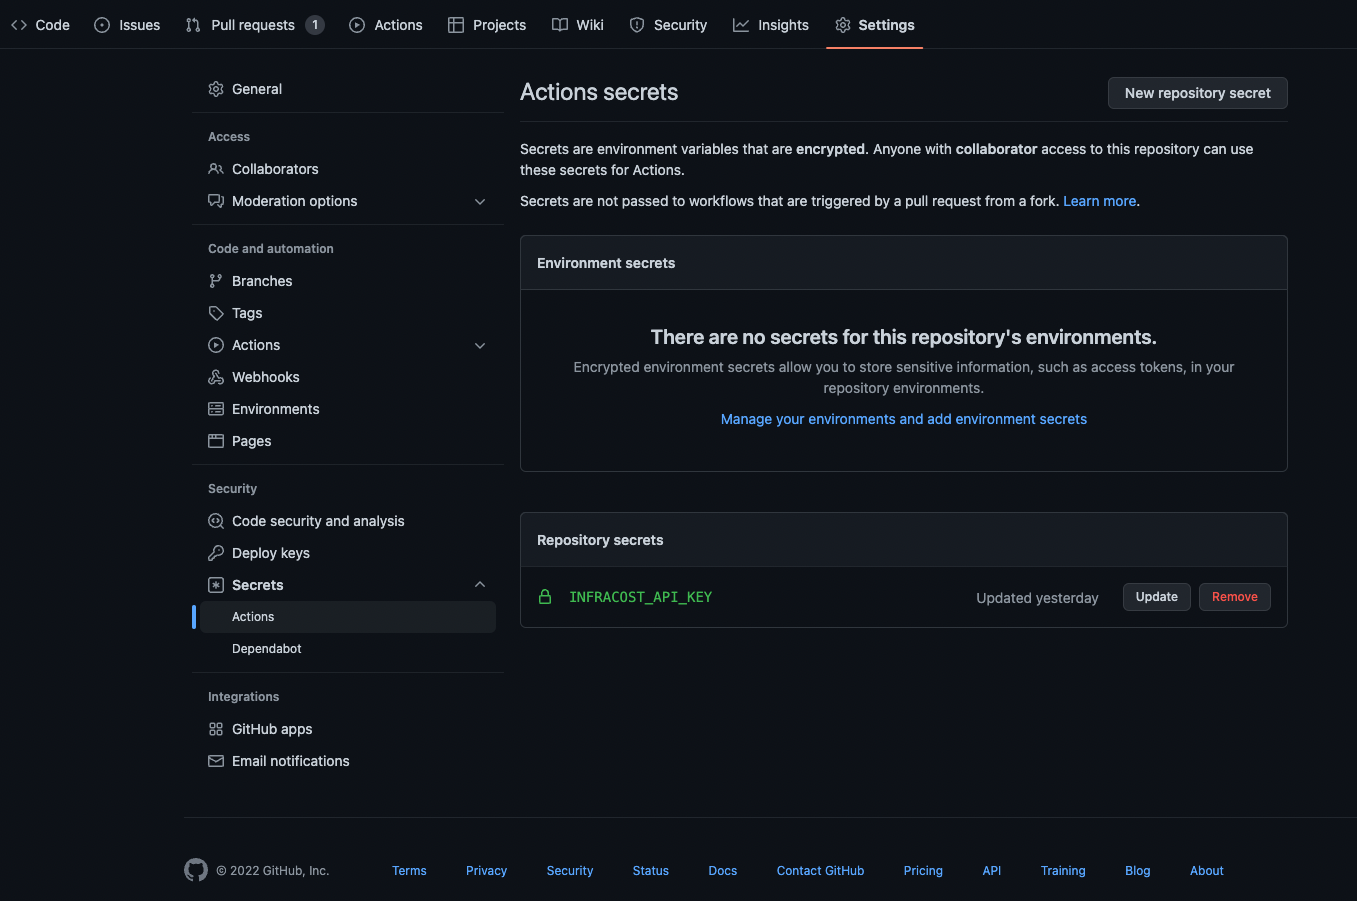 Code Issues Pull requests 1 Actions Projects Wiki Security Insights Settings
General
Access
Collaborators
Moderation options
Code and automation
Branches
Tags
Actions
Webhooks
Environments
Pages
Security
Code security and analysis
Deploy keys
Secrets
Actions
Dependabot
Integrations
GitHub apps
Email notifications
Actions secrets
New repository secret
Secrets are environment variables that are encrypted. Anyone with collaborator access to this repository can use
these secrets for Actions.
Secrets are not passed to workflows that are triggered by a pull request from a fork. Learn more.
Environment secrets
There are no secrets for this repository's environments.
Encrypted environment secrets allow you to store sensitive information, such as access tokens, in your
repository environments.
Manage your environments and add environment secrets
Repository secrets
INFRACOST_API_KEY Updated yesterday Update Remove
© 2022 GitHub, Inc. Terms Privacy Security Status Docs Contact GitHub Pricing API Training Blog About